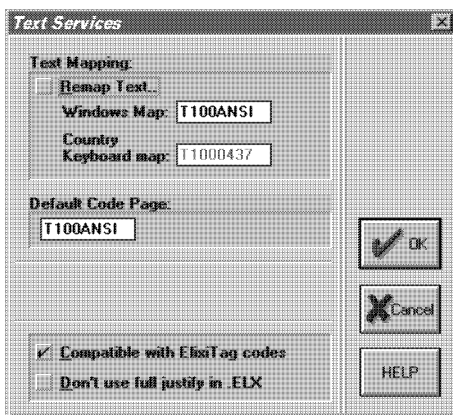 Text Services
Text Mapping:
Remap Text..
Windows Map: T100ANSI
Country
Keyboard map: T1000437
Default Code Page:
T100ANSI
OK
Cancel
Compatible with ElixiTag codes
Don't use full justify in .ELX
HELP